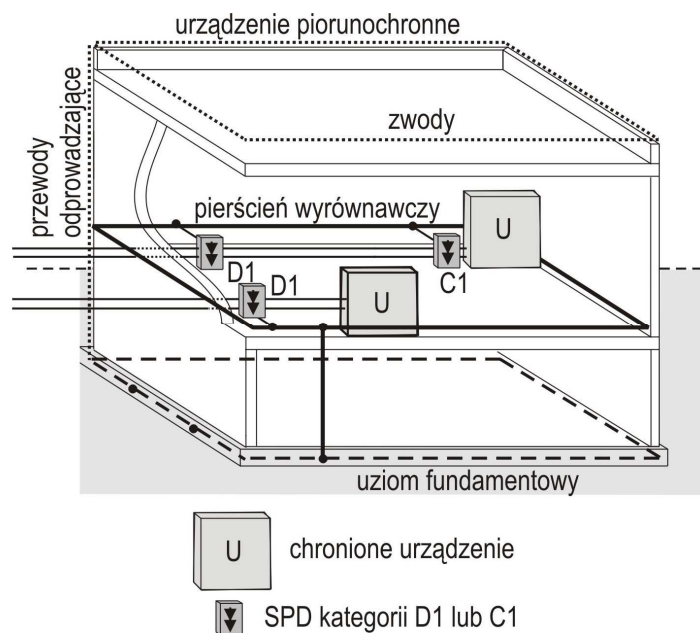 urządzenie piorunochronne
zwody
przewody
odprowadzające
pierścień wyrównawczy
U
D1
C1
D1
U
uziom fundamentowy
U
chronione urządzenie
SPD kategorii D1 lub C1